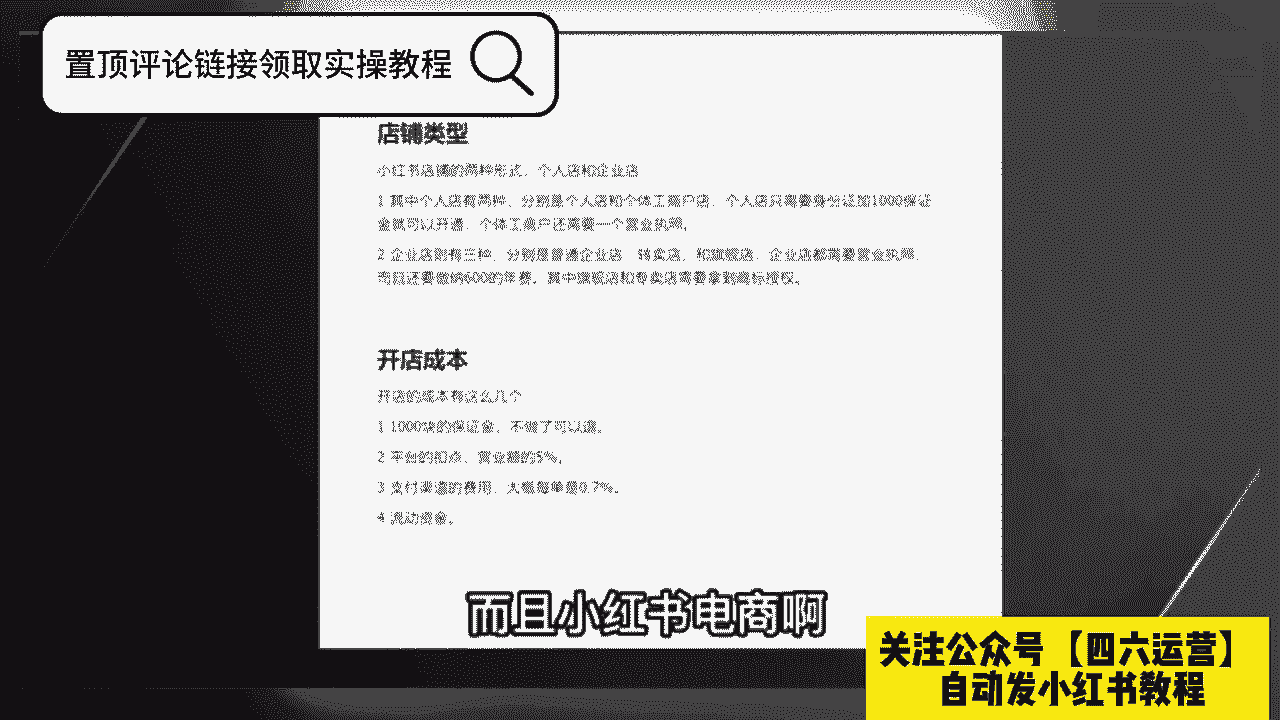 置顶评论链接领取实操教程
店铺类型
小红书店铺的两种形式，个人店和企业店
1 其中个人店有两种，分别是个人店和个体工商户店，个人店只需要身份证加1000保证
金就可以开通，个体工商户还需要一个营业执照。
2 企业店则有三种，分别是普通企业店 专卖店、和旗舰店，企业店都需要营业执照
而且还要缴纳600的年费，其中旗舰店和专卖店需要拿到商标授权。
开店成本
开店的成本有这么几个
1 1000块的保证金，不做了可以退。
2 平台的扣点，营业额的5%。
3 支付渠道的费用，大概每单是0.7%。
4 流动资金。
而且小红书电商啊
关注公众号【四六运营】
自动发小红书教程